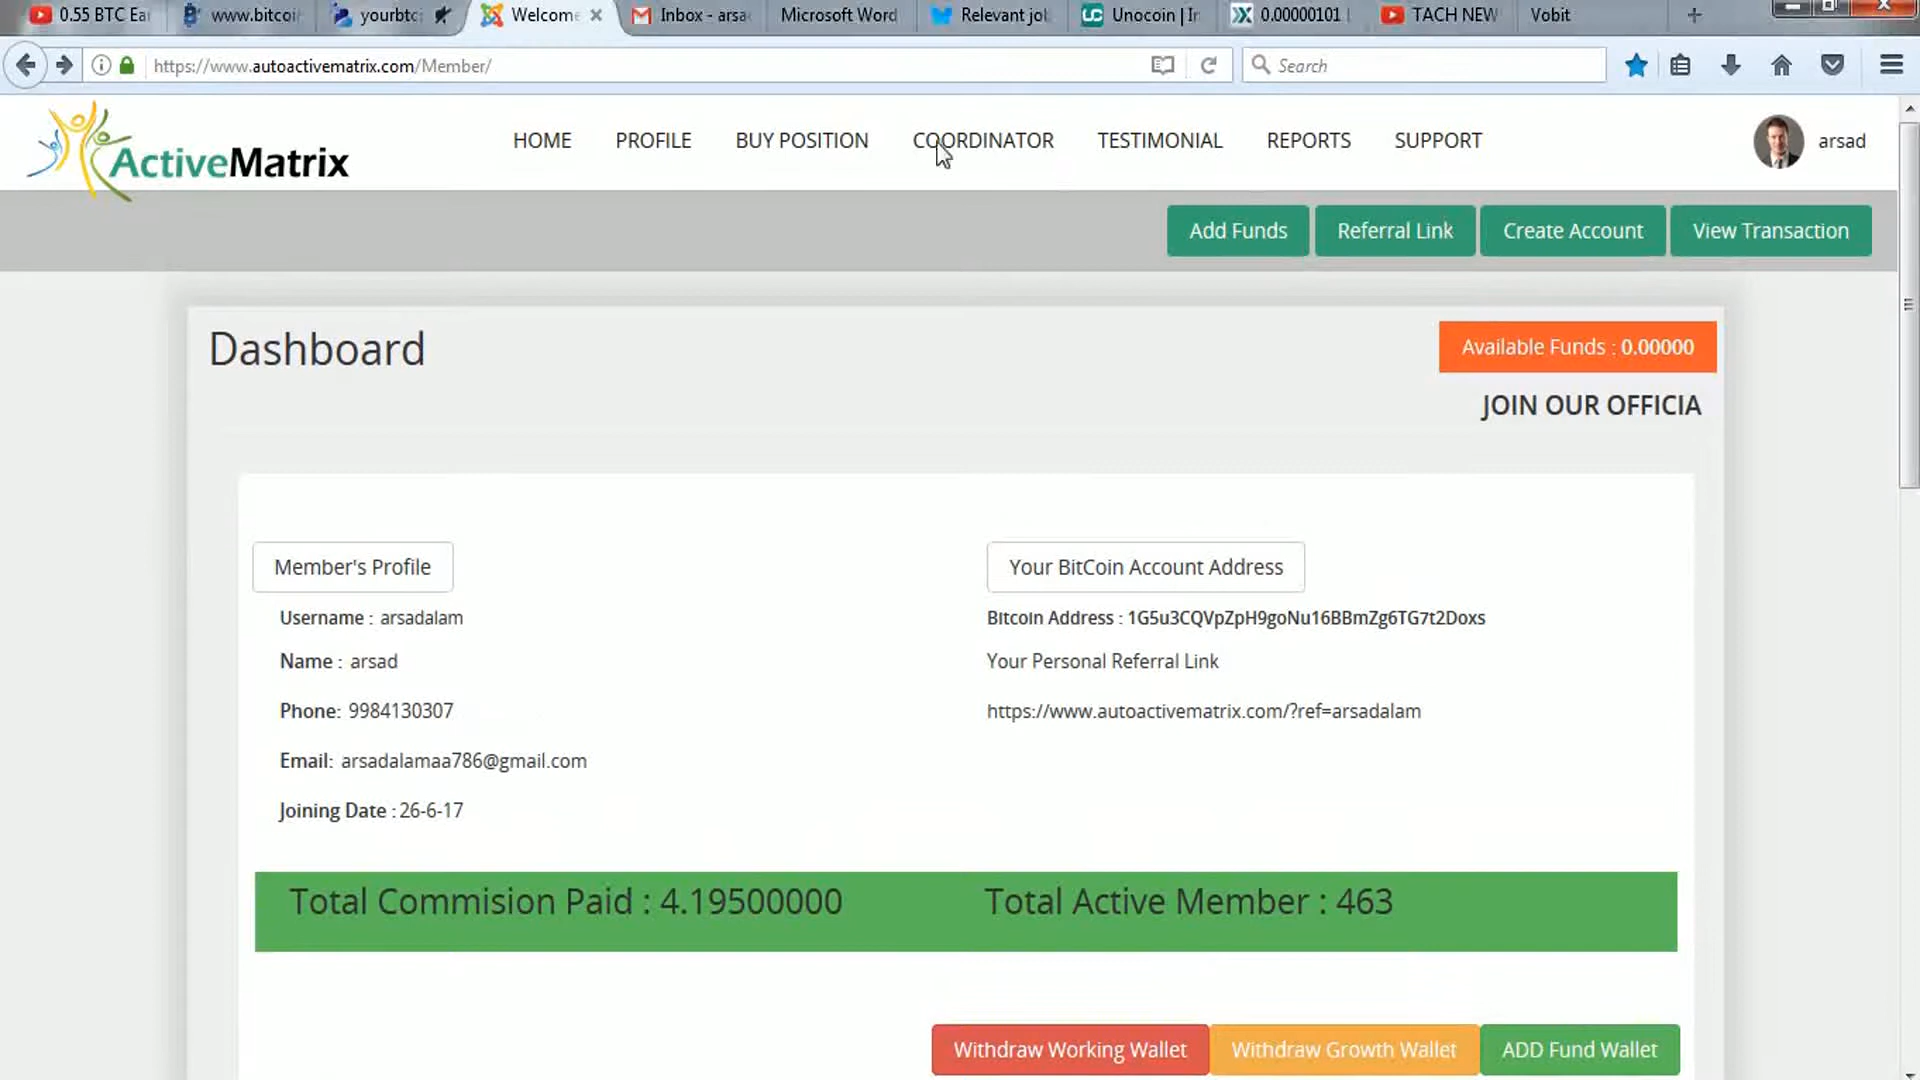 0.55 BTC Ea
www.bitcoi
yourbtc
Welcome
Inbox - arsa
Microsoft Word
Relevant jo
Unocoin | In
0.00000101
TACH NEW
Vobit
https://www.autoactivematrix.com/Member/
Search
ActiveMatrix
HOME
PROFILE
BUY POSITION
COORDINATOR
TESTIMONIAL
REPORTS
SUPPORT
arsad
Add Funds
Referral Link
Create Account
View Transaction
Dashboard
Available Funds : 0.00000
JOIN OUR OFFICIA
Member's Profile
Username : arsadalam
Name : arsad
Phone: 9984130307
Email: arsadalamaa786@gmail.com
Joining Date : 26-6-17
Your BitCoin Account Address
Bitcoin Address : 1G5u3CQVpZpH9goNu16BBmZg6TG7t2Doxs
Your Personal Referral Link
https://www.autoactivematrix.com/?ref=arsadalam
Total Commision Paid : 4.19500000
Total Active Member : 463
Withdraw Working Wallet
Withdraw Growth Wallet
ADD Fund Wallet